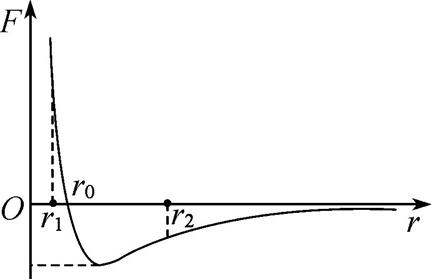 F
r₀
O r₁ r₂ r